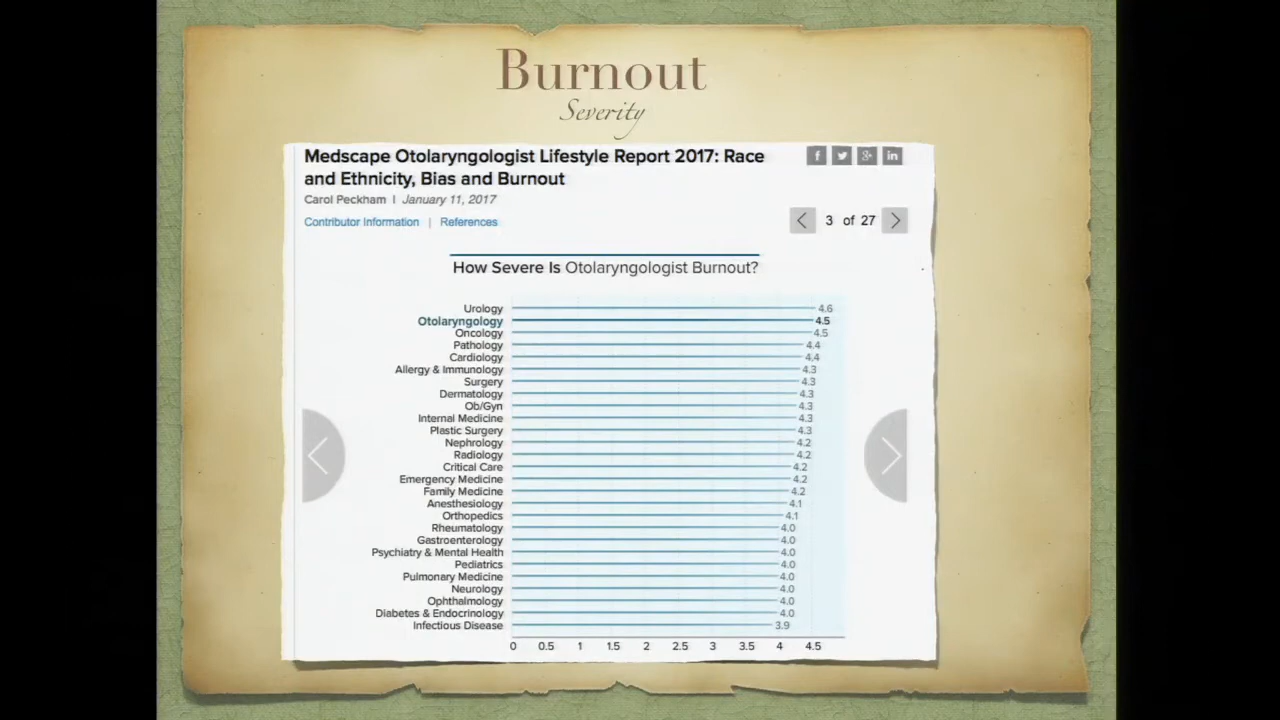 Burnout
Severity
Medscape Otolaryngologist Lifestyle Report 2017: Race
and Ethnicity, Bias and Burnout
Carol Peckham | January 11, 2017
Contributor Information | References
3 of 27
How Severe Is Otolaryngologist Burnout?
Urology 4.6
Otolaryngology 4.5
Oncology 4.5
Pathology 4.4
Cardiology 4.4
Allergy & Immunology 4.3
Surgery 4.3
Dermatology 4.3
Ob/Gyn 4.3
Internal Medicine 4.3
Plastic Surgery 4.3
Nephrology 4.2
Radiology 4.2
Critical Care 4.2
Emergency Medicine 4.2
Family Medicine 4.2
Anesthesiology 4.1
Orthopedics 4.1
Rheumatology 4.0
Gastroenterology 4.0
Psychiatry & Mental Health 4.0
Pediatrics 4.0
Pulmonary Medicine 4.0
Neurology 4.0
Ophthalmology 4.0
Diabetes & Endocrinology 4.0
Infectious Disease 3.9
0 0.5 1 1.5 2 2.5 3 3.5 4 4.5